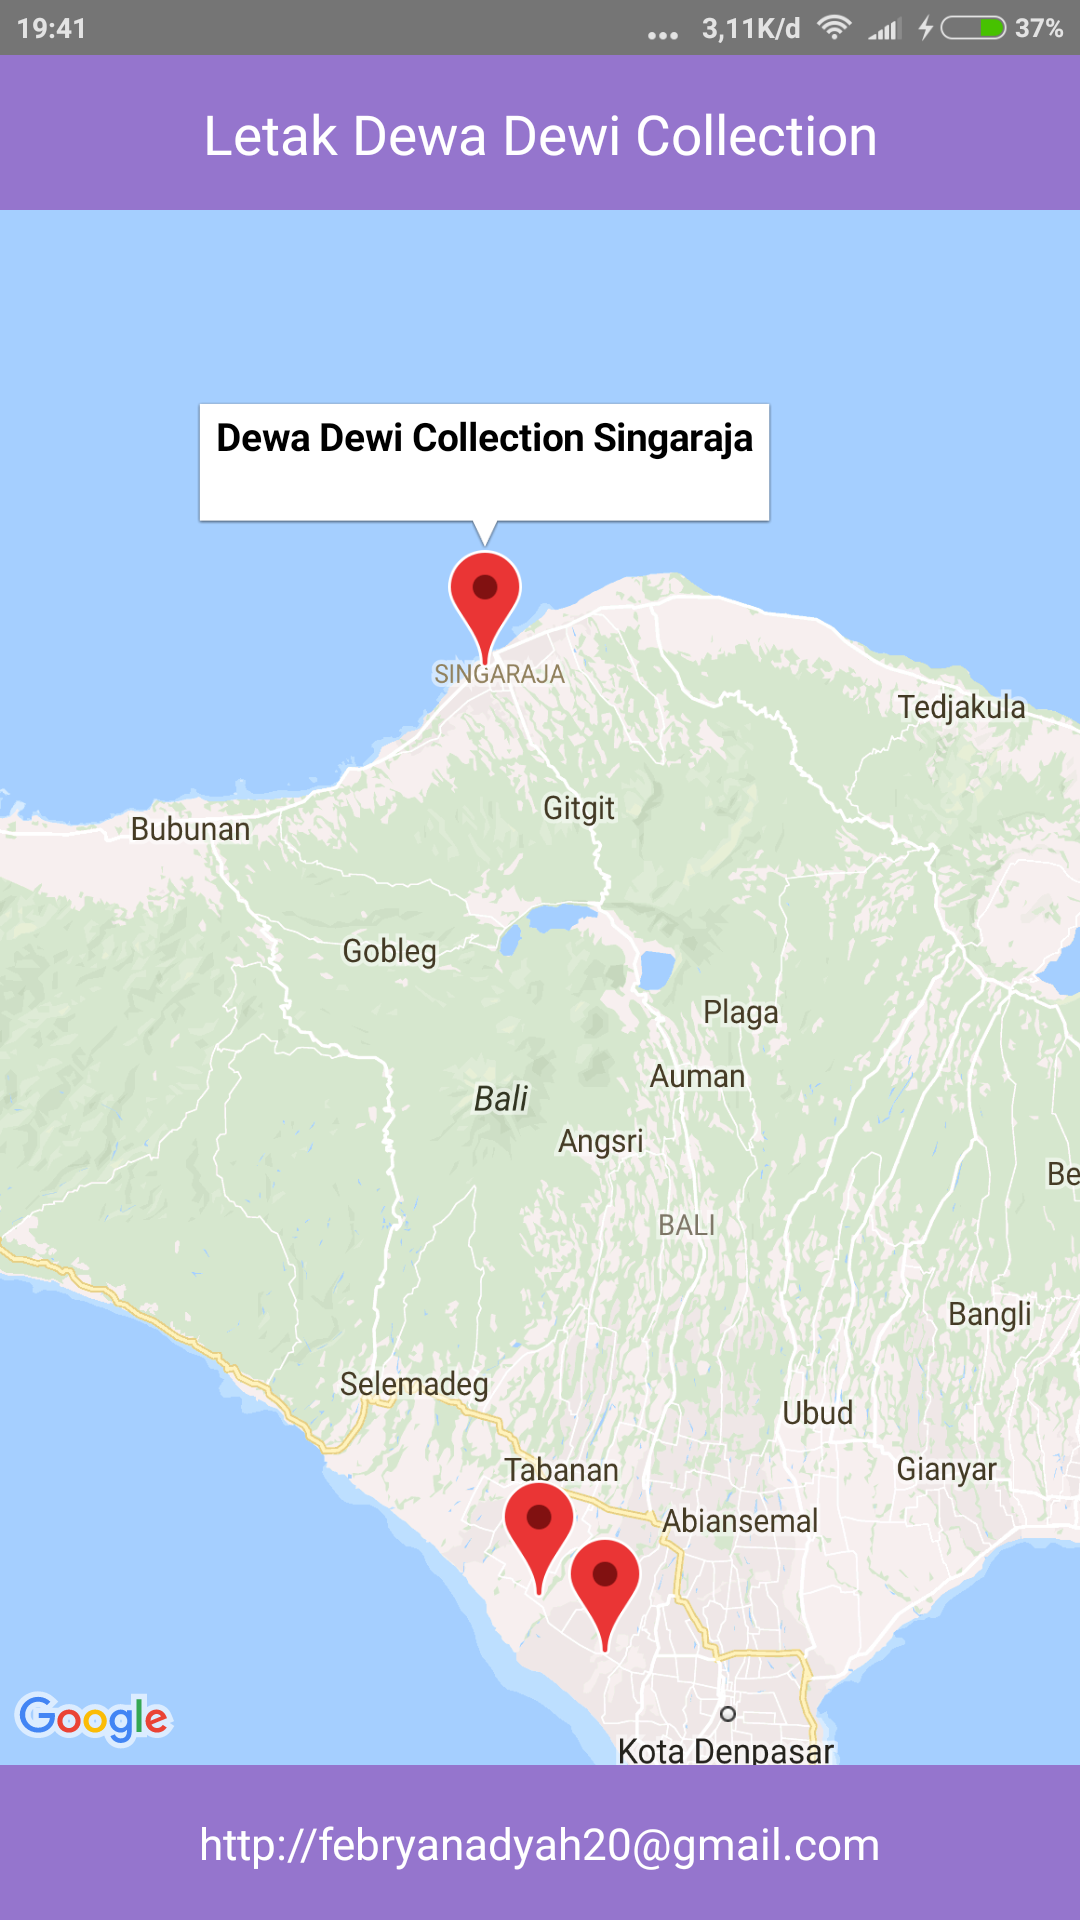 19:41 ... 3,11K/d 37%
Letak Dewa Dewi Collection
Dewa Dewi Collection Singaraja
SINGARAJA
Tedjakula
Gitgit
Bubunan
Gobleg
Plaga
Auman
Bali
Angsri
Be
BALI
Bangli
Selemadeg
Ubud
Tabanan
Gianyar
Abiansemal
Google
Kota Denpasar
http://febryanadyah20@gmail.com